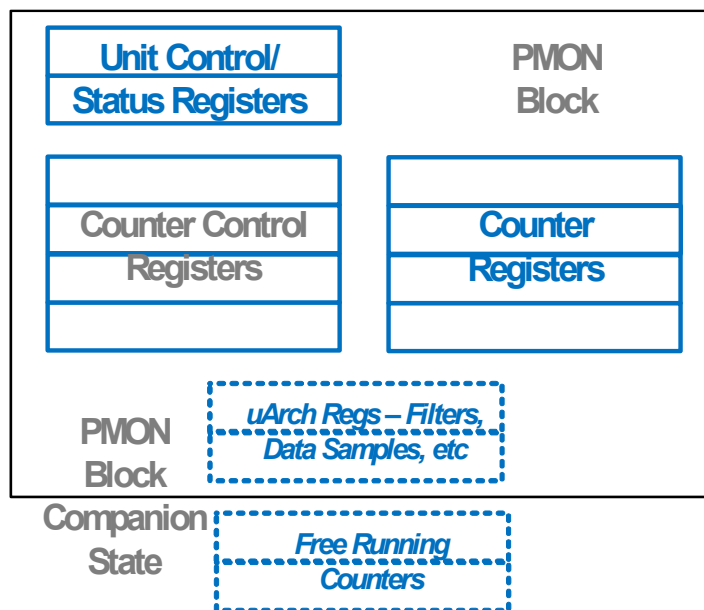 Unit Control/
Status Registers
PMON
Block
Counter Control
Registers
Counter
Registers
uArch Regs – Filters,
Data Samples, etc
PMON
Block
Companion
State
Free Running
Counters